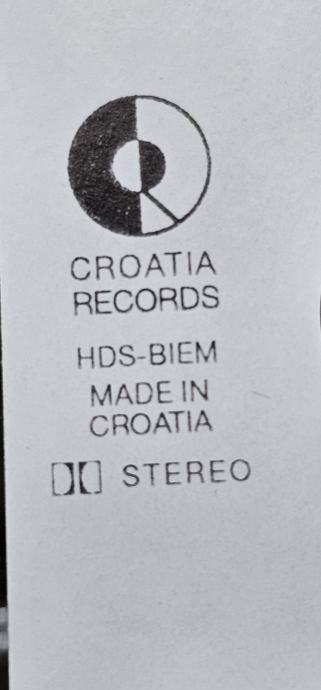 CROATIA
RECORDS
HDS-BIEM
MADE IN
CROATIA
STEREO